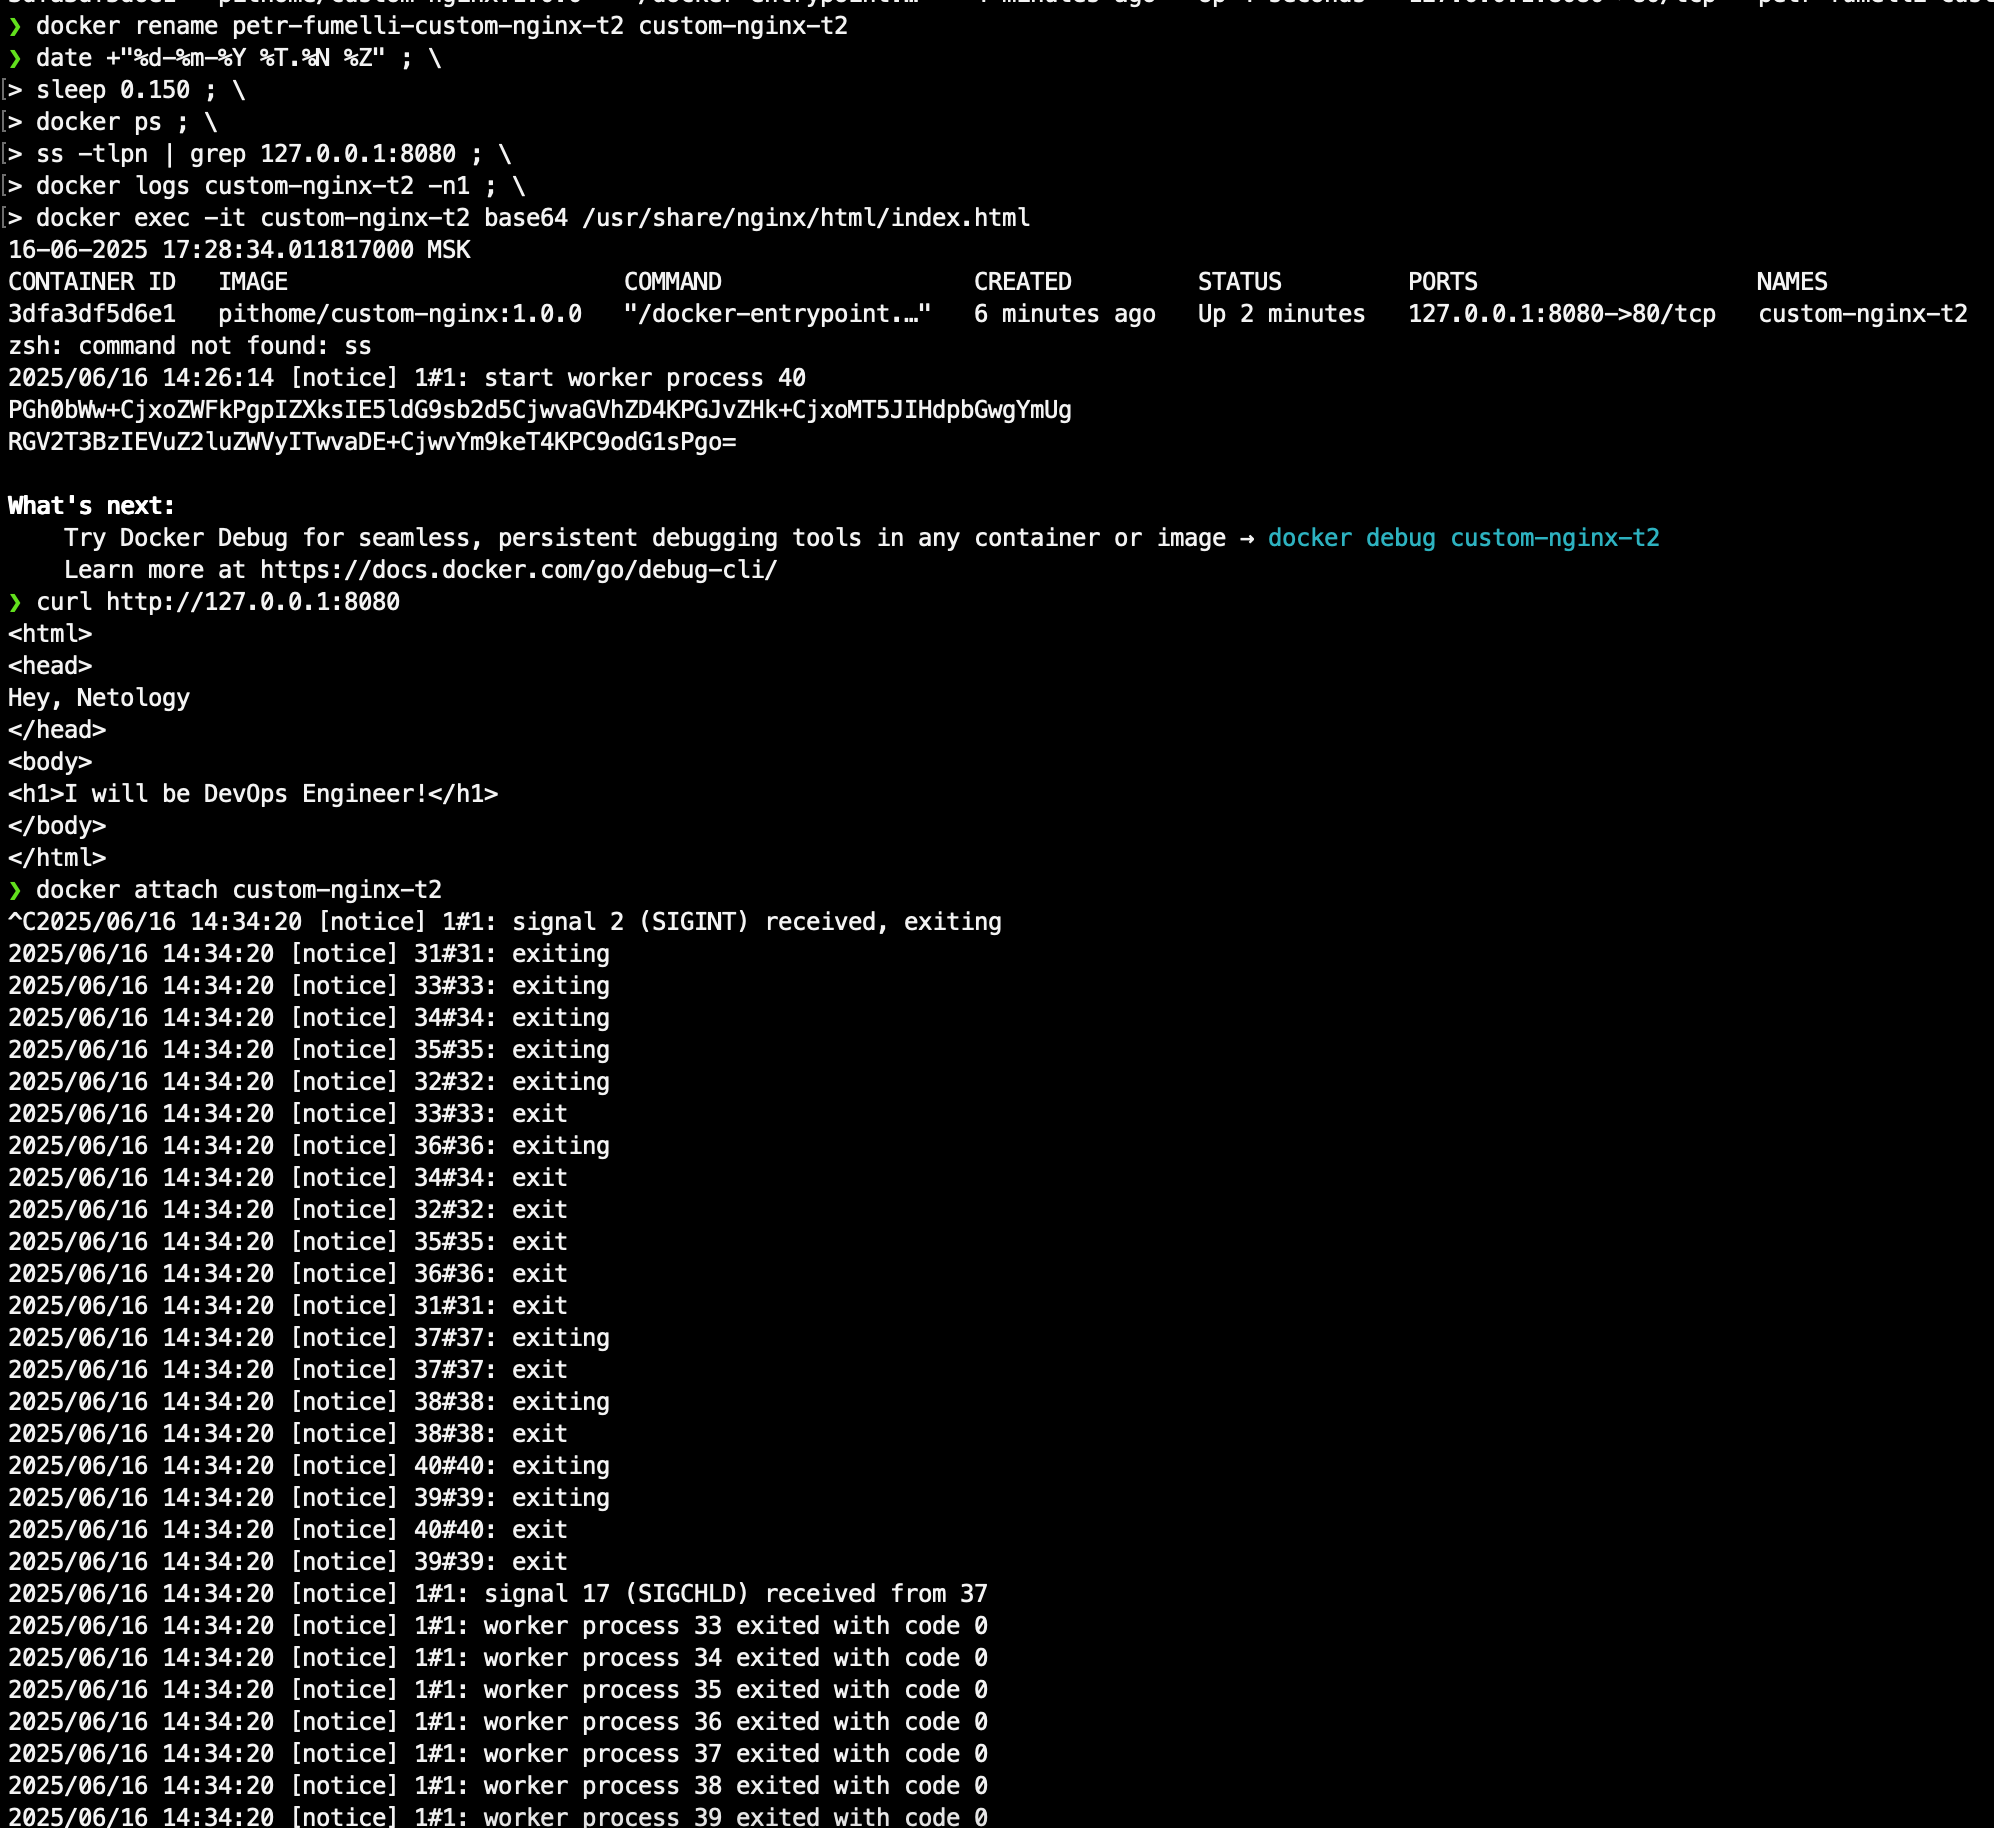 ❯ docker rename petr-fumelli-custom-nginx-t2 custom-nginx-t2
❯ date +"%d-%m-%Y %T.%N %Z" ; \
[> sleep 0.150 ; \
[> docker ps ; \
[> ss -tlpn | grep 127.0.0.1:8080 ; \
[> docker logs custom-nginx-t2 -n1 ; \
[> docker exec -it custom-nginx-t2 base64 /usr/share/nginx/html/index.html
16-06-2025 17:28:34.011817000 MSK
CONTAINER ID   IMAGE                        COMMAND                  CREATED         STATUS         PORTS                    NAMES
3dfa3df5d6e1   pithome/custom-nginx:1.0.0   "/docker-entrypoint.…"   6 minutes ago   Up 2 minutes   127.0.0.1:8080->80/tcp   custom-nginx-t2
zsh: command not found: ss
2025/06/16 14:26:14 [notice] 1#1: start worker process 40
PGh0bWw+CjxoZWFkPgpIZXksIE5ldG9sb2d5CjwvaGVhZD4KPGJvZHk+CjxoMT5JIHdpbGwgYmUg
RGV2T3BzIEVuZ2luZWVyITwvaDE+CjwvYm9keT4KPC9odG1sPgo=
What's next:
    Try Docker Debug for seamless, persistent debugging tools in any container or image → docker debug custom-nginx-t2
    Learn more at https://docs.docker.com/go/debug-cli/
❯ curl http://127.0.0.1:8080
<html>
<head>
Hey, Netology
</head>
<body>
<h1>I will be DevOps Engineer!</h1>
</body>
</html>
❯ docker attach custom-nginx-t2
^C2025/06/16 14:34:20 [notice] 1#1: signal 2 (SIGINT) received, exiting
2025/06/16 14:34:20 [notice] 31#31: exiting
2025/06/16 14:34:20 [notice] 33#33: exiting
2025/06/16 14:34:20 [notice] 34#34: exiting
2025/06/16 14:34:20 [notice] 35#35: exiting
2025/06/16 14:34:20 [notice] 32#32: exiting
2025/06/16 14:34:20 [notice] 33#33: exit
2025/06/16 14:34:20 [notice] 36#36: exiting
2025/06/16 14:34:20 [notice] 34#34: exit
2025/06/16 14:34:20 [notice] 32#32: exit
2025/06/16 14:34:20 [notice] 35#35: exit
2025/06/16 14:34:20 [notice] 36#36: exit
2025/06/16 14:34:20 [notice] 31#31: exit
2025/06/16 14:34:20 [notice] 37#37: exiting
2025/06/16 14:34:20 [notice] 37#37: exit
2025/06/16 14:34:20 [notice] 38#38: exiting
2025/06/16 14:34:20 [notice] 38#38: exit
2025/06/16 14:34:20 [notice] 40#40: exiting
2025/06/16 14:34:20 [notice] 39#39: exiting
2025/06/16 14:34:20 [notice] 40#40: exit
2025/06/16 14:34:20 [notice] 39#39: exit
2025/06/16 14:34:20 [notice] 1#1: signal 17 (SIGCHLD) received from 37
2025/06/16 14:34:20 [notice] 1#1: worker process 33 exited with code 0
2025/06/16 14:34:20 [notice] 1#1: worker process 34 exited with code 0
2025/06/16 14:34:20 [notice] 1#1: worker process 35 exited with code 0
2025/06/16 14:34:20 [notice] 1#1: worker process 36 exited with code 0
2025/06/16 14:34:20 [notice] 1#1: worker process 37 exited with code 0
2025/06/16 14:34:20 [notice] 1#1: worker process 38 exited with code 0
2025/06/16 14:34:20 [notice] 1#1: worker process 39 exited with code 0